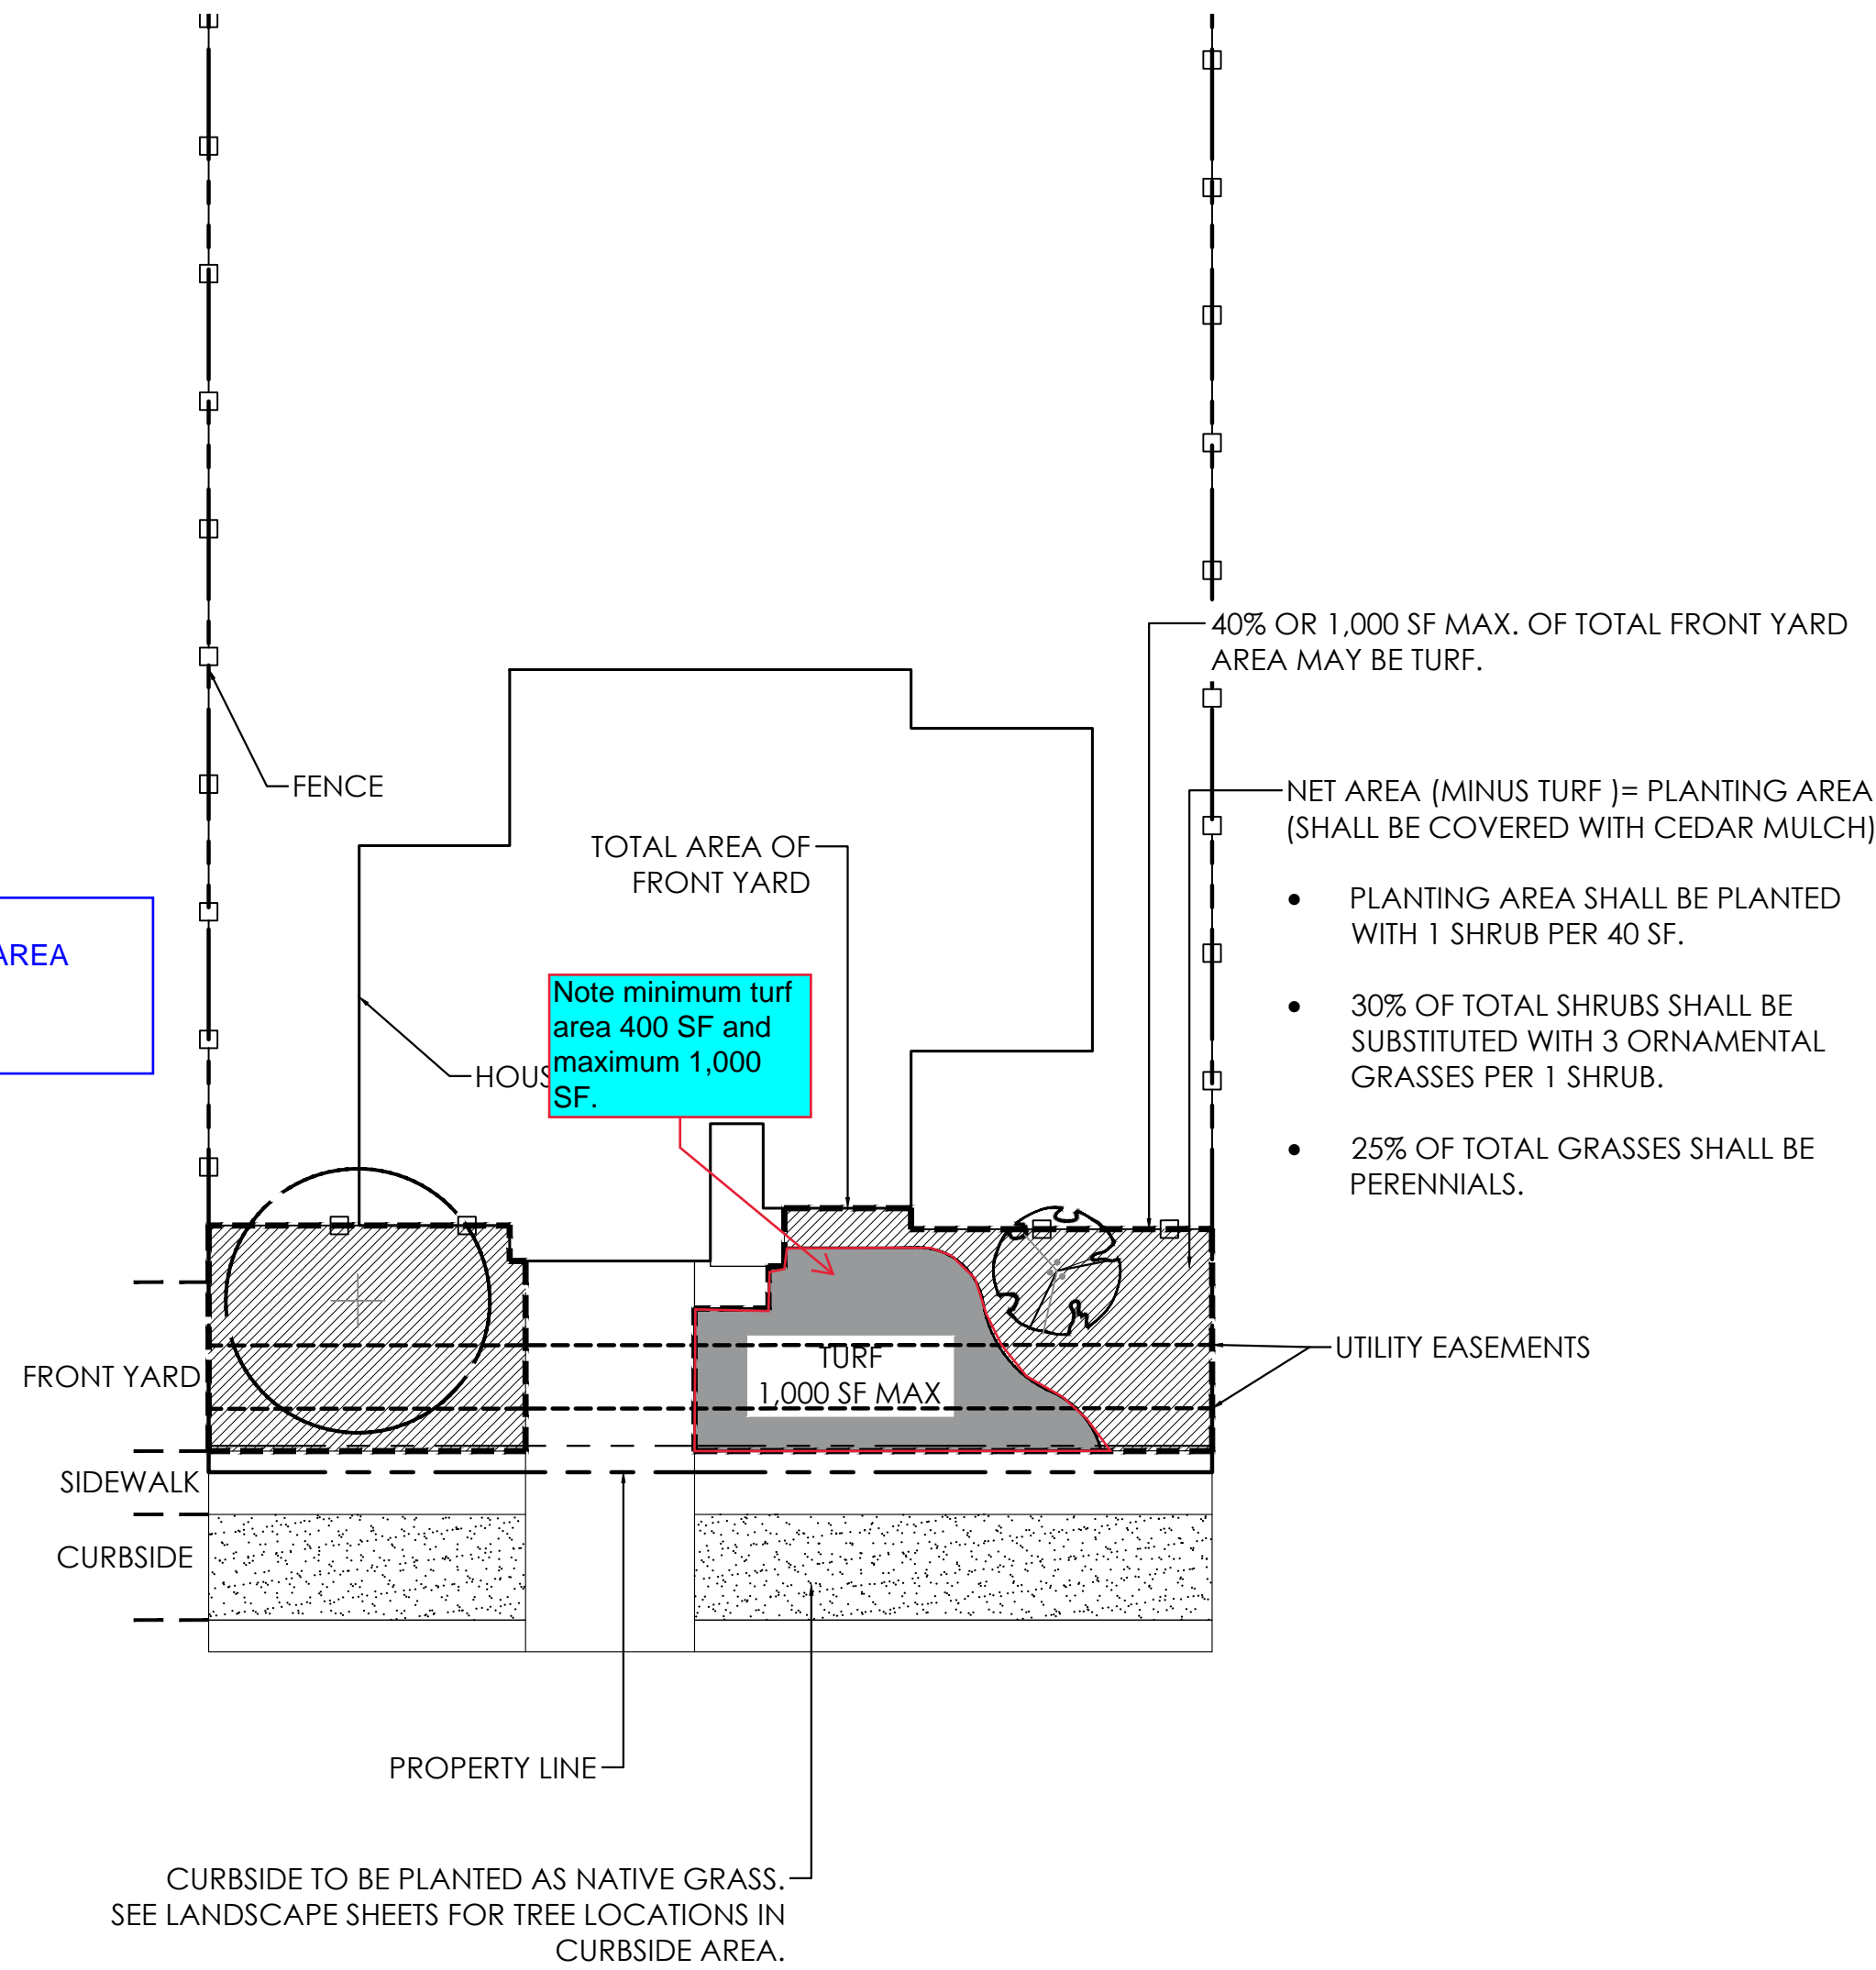 40% OR 1,000 SF MAX. OF TOTAL FRONT YARD
AREA MAY BE TURF.
FENCE
NET AREA (MINUS TURF )= PLANTING AREA
(SHALL BE COVERED WITH CEDAR MULCH)
TOTAL AREA OF
FRONT YARD
• PLANTING AREA SHALL BE PLANTED
WITH 1 SHRUB PER 40 SF.
AREA
Note minimum turf
area 400 SF and
maximum 1,000
SF.
• 30% OF TOTAL SHRUBS SHALL BE
SUBSTITUTED WITH 3 ORNAMENTAL
GRASSES PER 1 SHRUB.
HOUS
• 25% OF TOTAL GRASSES SHALL BE
PERENNIALS.
UTILITY EASEMENTS
TURF
1,000 SF MAX
FRONT YARD
SIDEWALK
CURBSIDE
PROPERTY LINE
CURBSIDE TO BE PLANTED AS NATIVE GRASS.
SEE LANDSCAPE SHEETS FOR TREE LOCATIONS IN
CURBSIDE AREA.